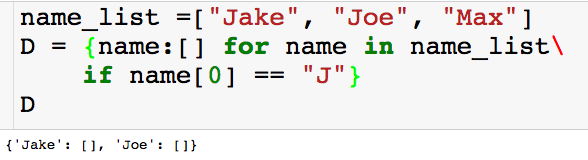 name_list =["Jake", "Joe", "Max"]
D = {name:[] for name in name_list\
    if name[0] == "J"}
D
{'Jake': [], 'Joe': []}